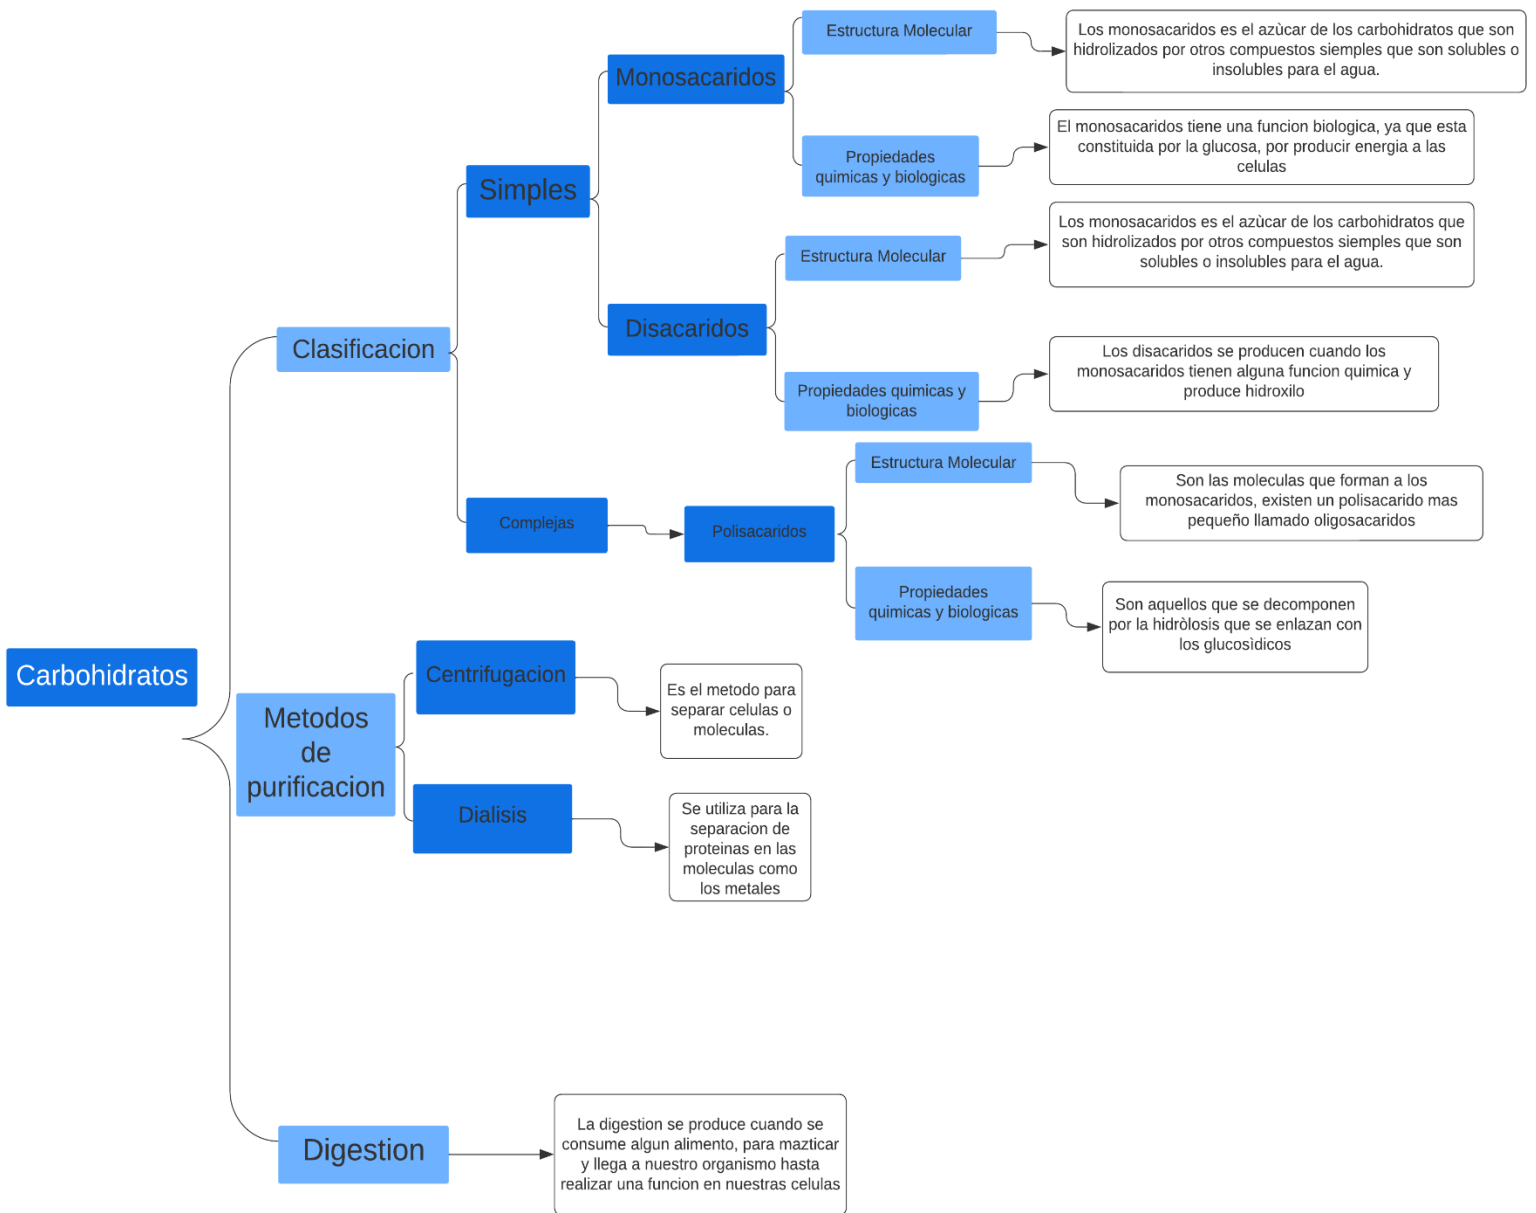 Carbohidratos
Clasificacion
Simples
Monosacaridos
Estructura Molecular
Los monosacaridos es el azùcar de los carbohidratos que son
hidrolizados por otros compuestos siemples que son solubles o
insolubles para el agua.
Propiedades
quimicas y biologicas
El monosacaridos tiene una funcion biologica, ya que esta
constituida por la glucosa, por producir energia a las
celulas
Disacaridos
Estructura Molecular
Los monosacaridos es el azùcar de los carbohidratos que
son hidrolizados por otros compuestos siemples que son
solubles o insolubles para el agua.
Propiedades quimicas y
biologicas
Los disacaridos se producen cuando los
monosacaridos tienen alguna funcion quimica y
produce hidroxilo
Complejas
Polisacaridos
Estructura Molecular
Son las moleculas que forman a los
monosacaridos, existen un polisacarido mas
pequeño llamado oligosacaridos
Propiedades
quimicas y biologicas
Son aquellos que se decomponen
por la hidròlosis que se enlazan con
los glucosìdicos
Metodos
de
purificacion
Centrifugacion
Es el metodo para
separar celulas o
moleculas.
Dialisis
Se utiliza para la
separacion de
proteinas en las
moleculas como
los metales
Digestion
La digestion se produce cuando se
consume algun alimento, para mazticar
y llega a nuestro organismo hasta
realizar una funcion en nuestras celulas